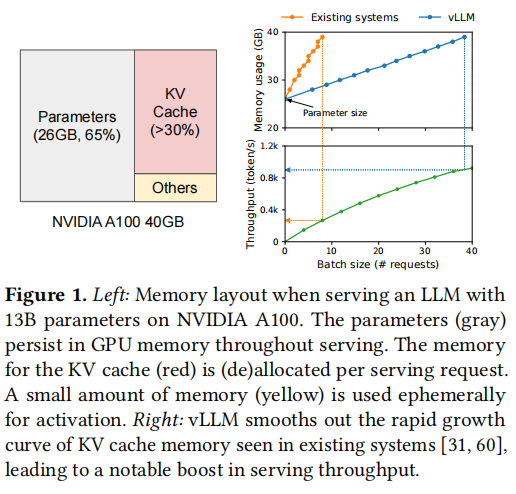 Parameters
(26GB, 65%)
KV
Cache
(>30%)
Others
NVIDIA A100 40GB
Existing systems
vLLM
Memory usage (GB)
40
30
20
Parameter size
Throughput (token/s)
1.2k
0.8k
0.4k
0
0
10
20
30
40
Batch size (# requests)
Figure 1. Left: Memory layout when serving an LLM with
13B parameters on NVIDIA A100. The parameters (gray)
persist in GPU memory throughout serving. The memory
for the KV cache (red) is (de)allocated per serving request.
A small amount of memory (yellow) is used ephemerally
for activation. Right: vLLM smooths out the rapid growth
curve of KV cache memory seen in existing systems [31, 60],
leading to a notable boost in serving throughput.